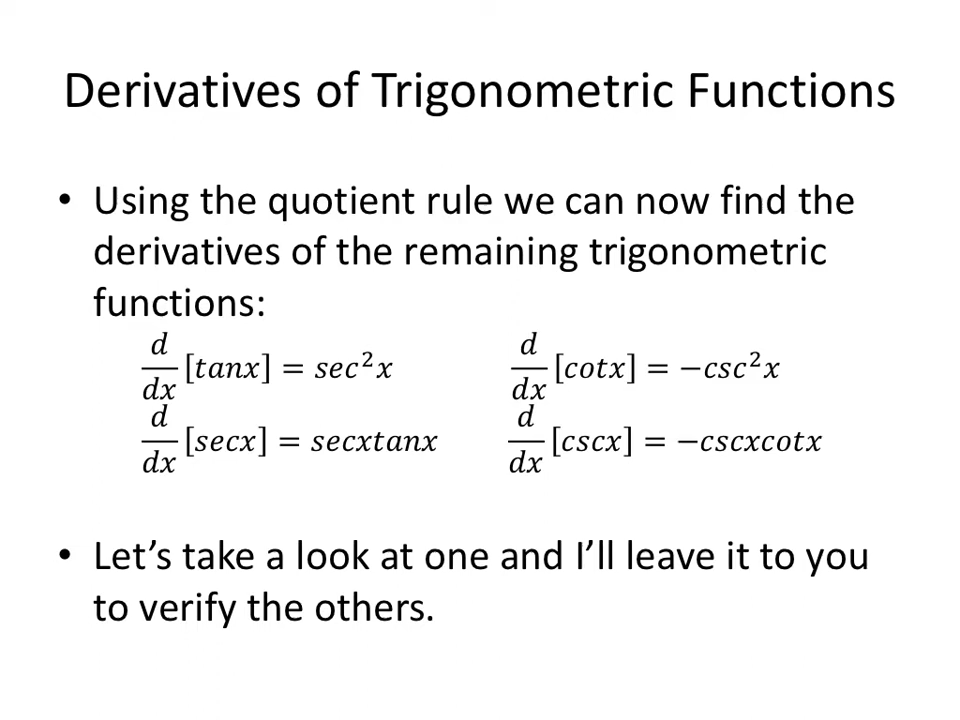 Derivatives of Trigonometric Functions
• Using the quotient rule we can now find the
derivatives of the remaining trigonometric
functions:
d/dx [tanx] = sec²x    d/dx [cotx] = −csc²x
d/dx [secx] = secxtanx    d/dx [cscx] = −cscxcotx
• Let’s take a look at one and I’ll leave it to you
to verify the others.